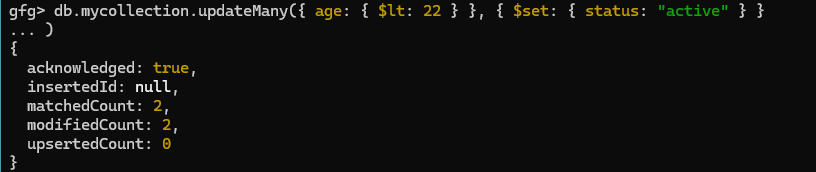 gfg> db.mycollection.updateMany({ age: { $lt: 22 } }, { $set: { status: "active" } }
... )
{
  acknowledged: true,
  insertedId: null,
  matchedCount: 2,
  modifiedCount: 2,
  upsertedCount: 0
}